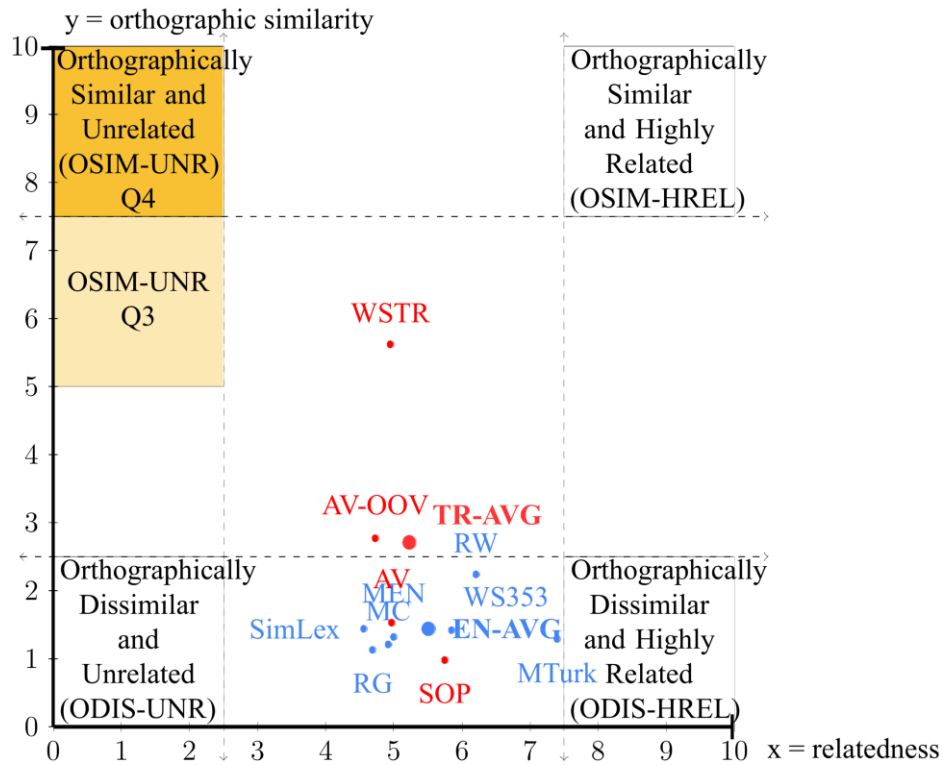 y = orthographic similarity
10
9
8
7
6
5
4
3
2
1
0
Orthographically
Similar and
Unrelated
(OSIM-UNR)
Q4
Orthographically
Similar
and Highly
Related
(OSIM-HREL)
OSIM-UNR
Q3
WSTR
AV-OOV
TR-AVG
RW
AV
MEN
WS353
MC
SimLex
EN-AVG
RG
SOP
MTurk
Orthographically
Dissimilar
and
Unrelated
(ODIS-UNR)
Orthographically
Dissimilar
and Highly
Related
(ODIS-HREL)
0 1 2 3 4 5 6 7 8 9 10
x = relatedness